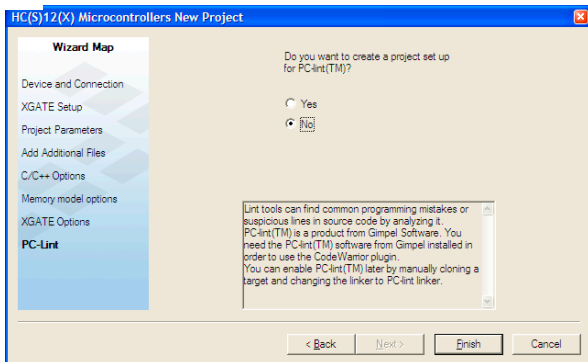 HC(S)12(X) Microcontrollers New Project
Wizard Map
Device and Connection
XGATE Setup
Project Parameters
Add Additional Files
C/C++ Options
Memory model options
XGATE Options
PC-Lint
Do you want to create a project set up
for PC-lint(TM)?
Yes
No
Lint tools can find common programming mistakes or
suspicious lines in source code by analyzing it.
PC-lint(TM) is a product from Gimpel Software. You
need the PC-lint(TM) software from Gimpel installed in
order to use the CodeWarrior plugin.
You can enable PC-lint(TM) later by manually cloning a
target and changing the linker to PC-lint linker.
< Back
Next >
Finish
Cancel